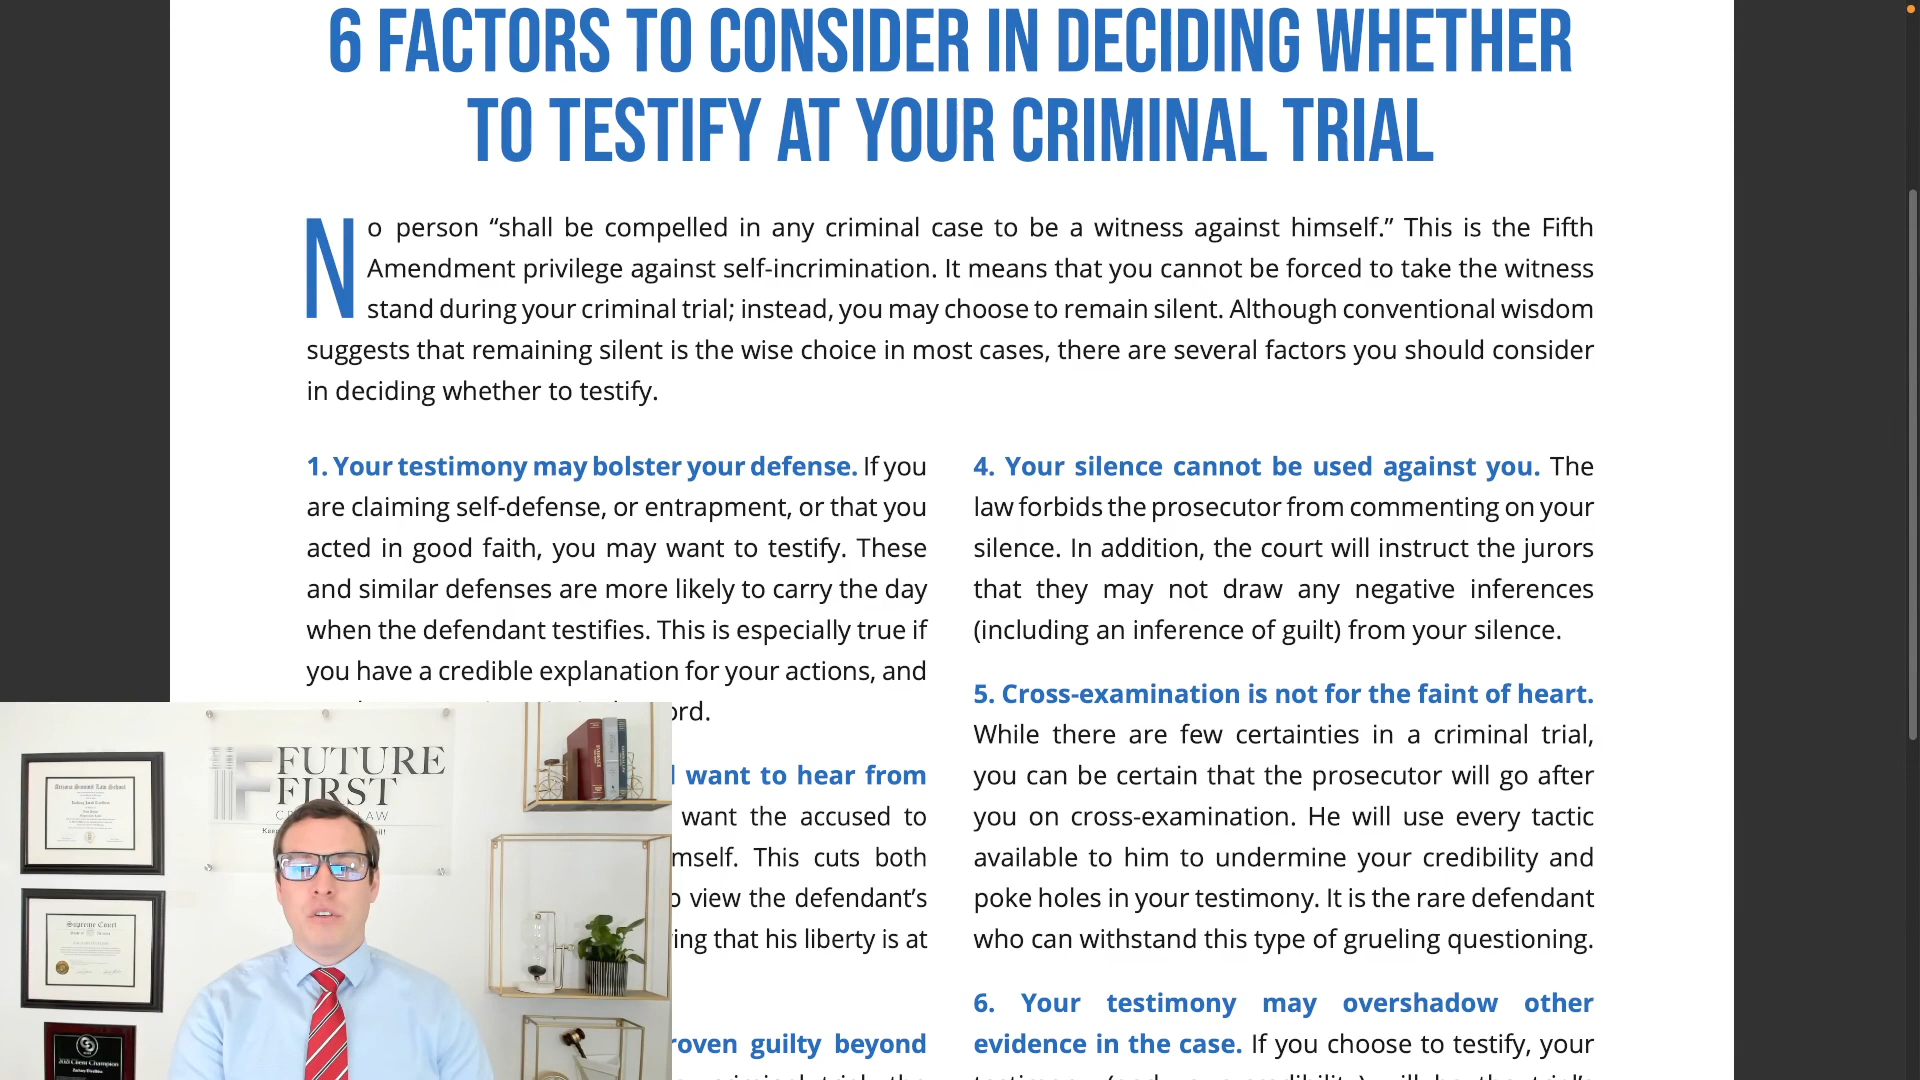 6 FACTORS TO CONSIDER IN DECIDING WHETHER
TO TESTIFY AT YOUR CRIMINAL TRIAL
No person “shall be compelled in any criminal case to be a witness against himself.” This is the Fifth
Amendment privilege against self-incrimination. It means that you cannot be forced to take the witness
stand during your criminal trial; instead, you may choose to remain silent. Although conventional wisdom
suggests that remaining silent is the wise choice in most cases, there are several factors you should consider
in deciding whether to testify.
1. Your testimony may bolster your defense. If you
are claiming self-defense, or entrapment, or that you
acted in good faith, you may want to testify. These
and similar defenses are more likely to carry the day
when the defendant testifies. This is especially true if
you have a credible explanation for your actions, and
ord.
want to hear from
want the accused to
mself. This cuts both
view the defendant’s
ing that his liberty is at
roven guilty beyond
4. Your silence cannot be used against you. The
law forbids the prosecutor from commenting on your
silence. In addition, the court will instruct the jurors
that they may not draw any negative inferences
(including an inference of guilt) from your silence.
5. Cross-examination is not for the faint of heart.
While there are few certainties in a criminal trial,
you can be certain that the prosecutor will go after
you on cross-examination. He will use every tactic
available to him to undermine your credibility and
poke holes in your testimony. It is the rare defendant
who can withstand this type of grueling questioning.
6. Your testimony may overshadow other
evidence in the case. If you choose to testify, your
FUTURE
FIRST
LAW
Arizona Summit Law School
Supreme Court
2021 Client Champion